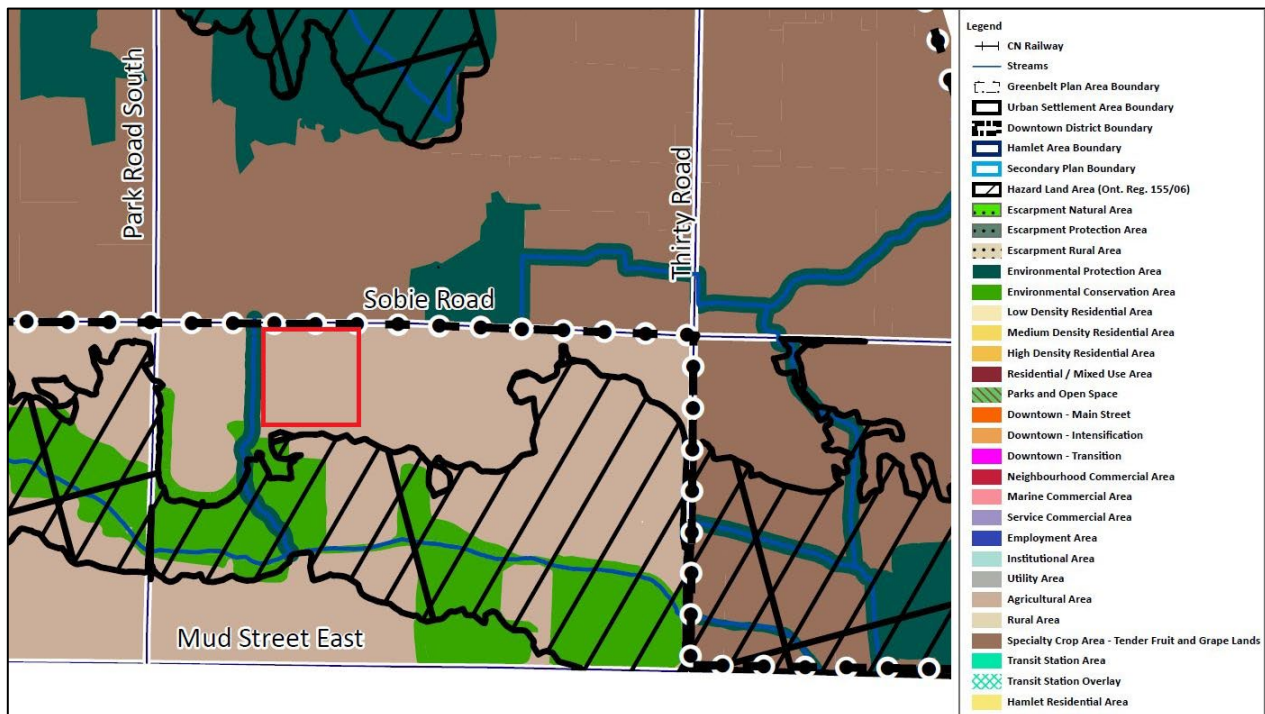 Park Road South
Thirty Road
Sobie Road
Mud Street East
Legend
CN Railway
Streams
Greenbelt Plan Area Boundary
Urban Settlement Area Boundary
Downtown District Boundary
Hamlet Area Boundary
Secondary Plan Boundary
Hazard Land Area (Ont. Reg. 155/06)
Escarpment Natural Area
Escarpment Protection Area
Escarpment Rural Area
Environmental Protection Area
Environmental Conservation Area
Low Density Residential Area
Medium Density Residential Area
High Density Residential Area
Residential / Mixed Use Area
Parks and Open Space
Downtown - Main Street
Downtown - Intensification
Downtown - Transition
Neighbourhood Commercial Area
Marine Commercial Area
Service Commercial Area
Employment Area
Institutional Area
Utility Area
Agricultural Area
Rural Area
Specialty Crop Area - Tender Fruit and Grape Lands
Transit Station Area
Transit Station Overlay
Hamlet Residential Area